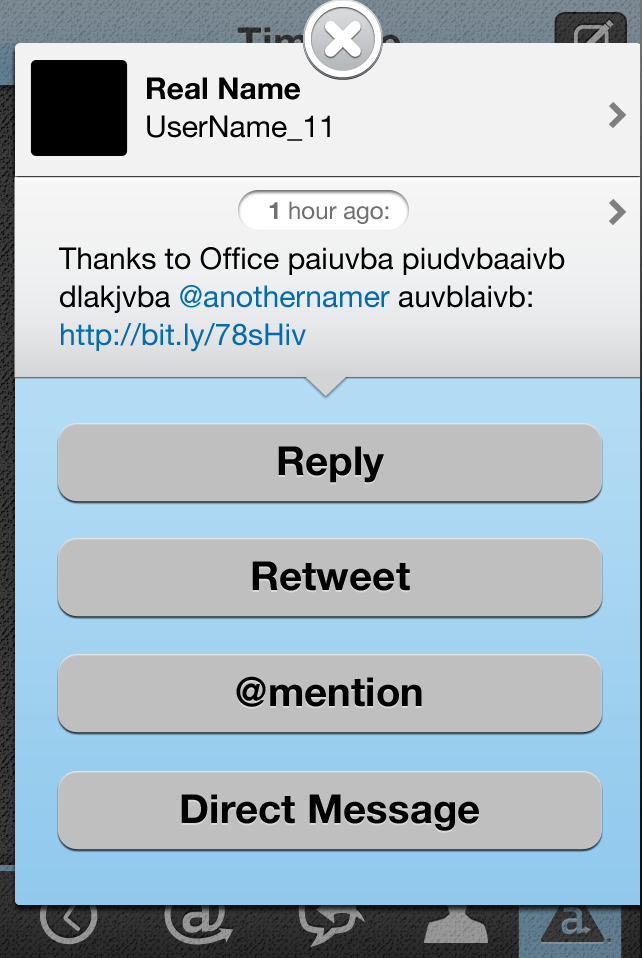 Real Name
UserName_11
1 hour ago:
Thanks to Office paiuvba piudvbaaivb
dlakjvba @anothernamer auvblaivb:
http://bit.ly/78sHiv
Reply
Retweet
@mention
Direct Message
@
a